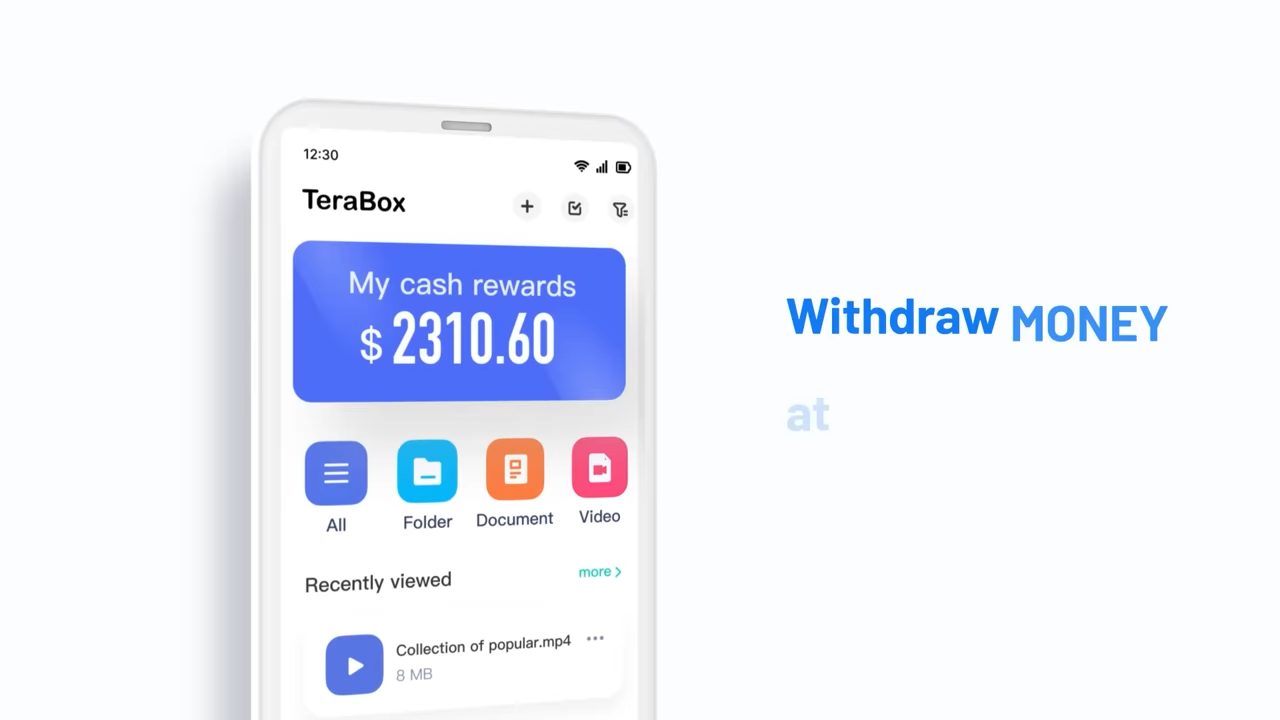 12:30
TeraBox
My cash rewards
$ 2310.60
All
Folder
Document
Video
Recently viewed
more >
Collection of popular.mp4
8 MB
Withdraw MONEY
at